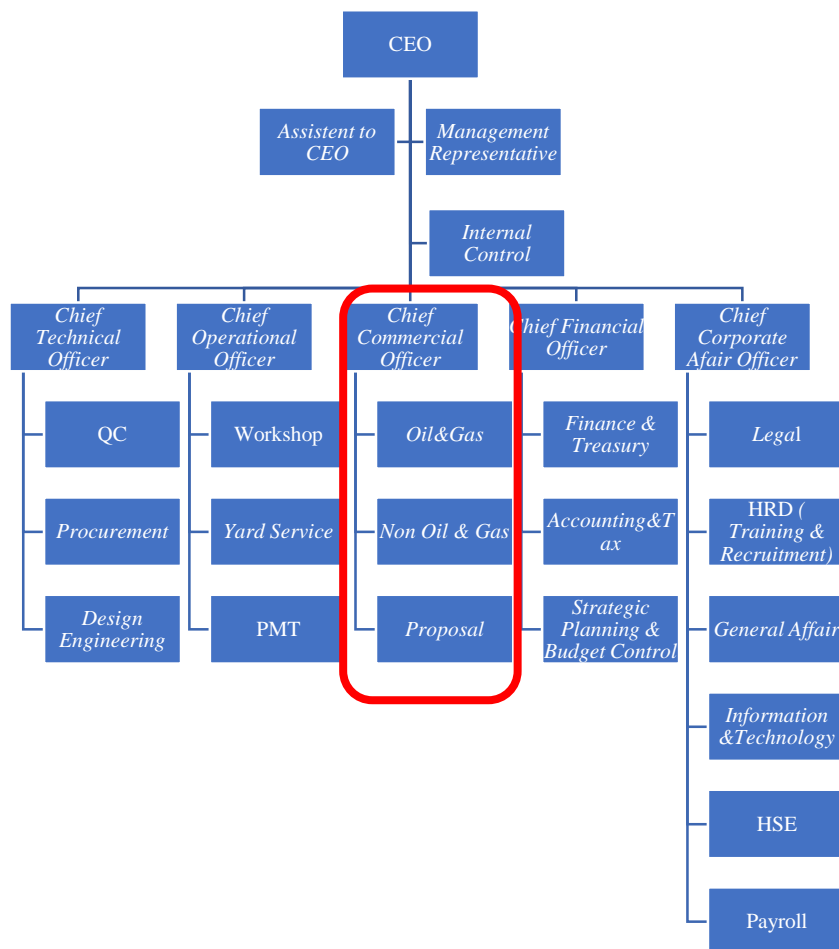 CEO
Assistent to
CEO
Management
Representative
Internal
Control
Chief
Technical
Officer
Chief
Operational
Officer
Chief
Commercial
Officer
Chief Financial
Officer
Chief
Corporate
Afair Officer
QC
Workshop
Oil&Gas
Finance &
Treasury
Legal
Procurement
Yard Service
Non Oil & Gas
Accounting&T
ax
HRD (
Training &
Recruitment)
Design
Engineering
PMT
Proposal
Strategic
Planning &
Budget Control
General Affair
Information
&Technology
HSE
Payroll